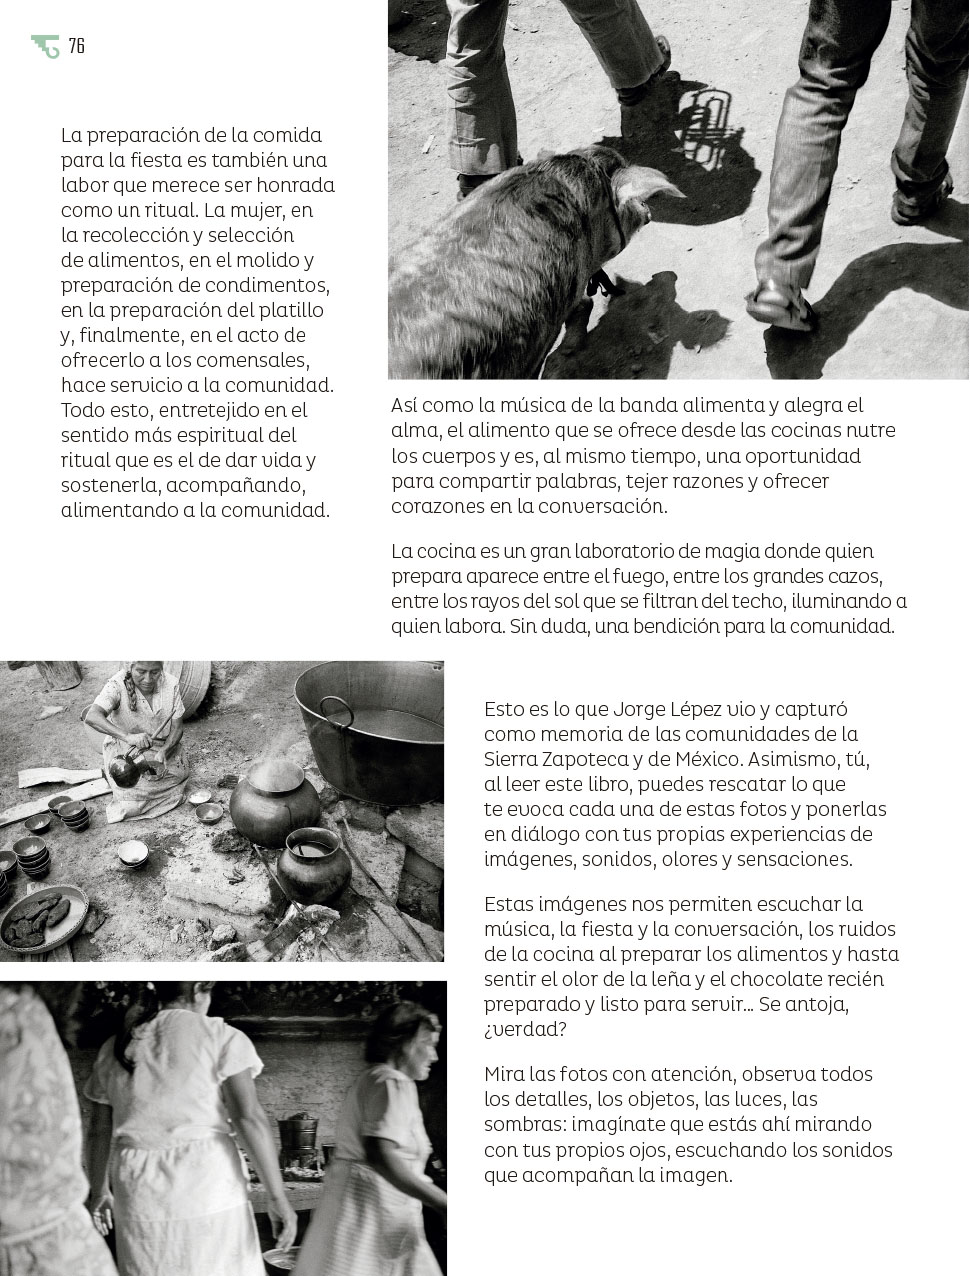 76
La preparación de la comida
para la fiesta es también una
labor que merece ser honrada
como un ritual. La mujer, en
la recolección y selección
de alimentos, en el molido y
preparación de condimentos,
en la preparación del platillo
y, finalmente, en el acto de
ofrecerlo a los comensales,
hace servicio a la comunidad.
Todo esto, entretejido en el
sentido más espiritual del
ritual que es el de dar vida y
sostenerla, acompañando,
alimentando a la comunidad.
Así como la música de la banda alimenta y alegra el
alma, el alimento que se ofrece desde las cocinas nutre
los cuerpos y es, al mismo tiempo, una oportunidad
para compartir palabras, tejer razones y ofrecer
corazones en la conversación.
La cocina es un gran laboratorio de magia donde quien
prepara aparece entre el fuego, entre los grandes cazos,
entre los rayos del sol que se filtran del techo, iluminando a
quien labora. Sin duda, una bendición para la comunidad.
Esto es lo que Jorge Lépez vio y capturó
como memoria de las comunidades de la
Sierra Zapoteca y de México. Asimismo, tú,
al leer este libro, puedes rescatar lo que
te evoca cada una de estas fotos y ponerlas
en diálogo con tus propias experiencias de
imágenes, sonidos, olores y sensaciones.
Estas imágenes nos permiten escuchar la
música, la fiesta y la conversación, los ruidos
de la cocina al preparar los alimentos y hasta
sentir el olor de la leña y el chocolate recién
preparado y listo para servir... Se antoja,
¿verdad?
Mira las fotos con atención, observa todos
los detalles, los objetos, las luces, las
sombras: imagínate que estás ahí mirando
con tus propios ojos, escuchando los sonidos
que acompañan la imagen.